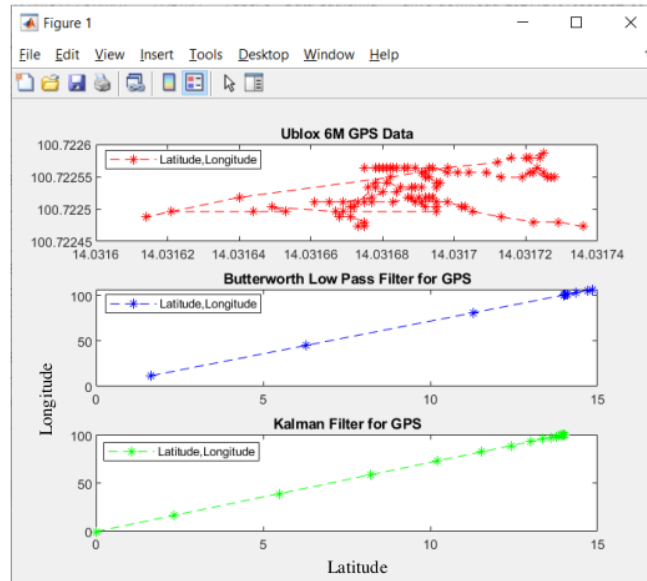 Figure 1
File Edit View Insert Tools Desktop Window Help
Ublox 6M GPS Data
100.7226
100.72255
100.7225
100.72245
Latitude,Longitude
14.0316 14.03162 14.03164 14.03166 14.03168 14.0317 14.03172 14.03174
Butterworth Low Pass Filter for GPS
100
50
0
Latitude,Longitude
0 5 10 15
Longitude
Kalman Filter for GPS
100
50
0
Latitude,Longitude
0 5 10 15
Latitude